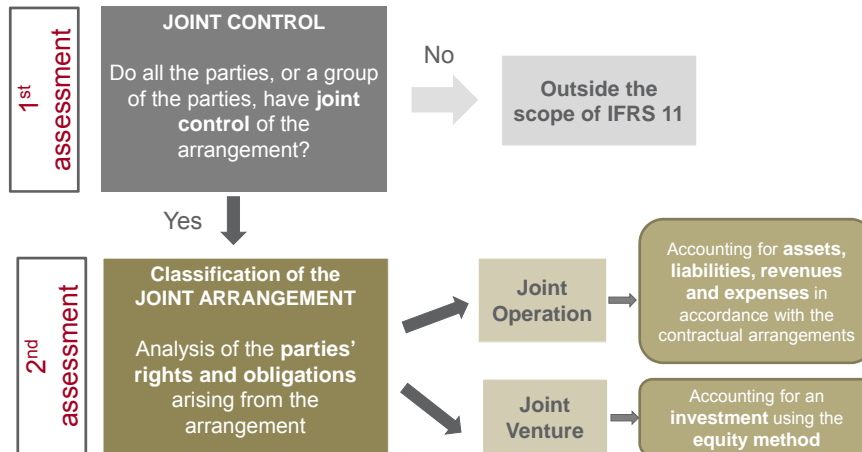 1st
assessment
JOINT CONTROL
Do all the parties, or a group
of the parties, have joint
control of the
arrangement?
No
Outside the
scope of IFRS 11
Yes
2nd
assessment
Classification of the
JOINT ARRANGEMENT
Analysis of the parties'
rights and obligations
arising from the
arrangement
Joint
Operation
Accounting for assets,
liabilities, revenues
and expenses in
accordance with the
contractual arrangements
Joint
Venture
Accounting for an
investment using the
equity method